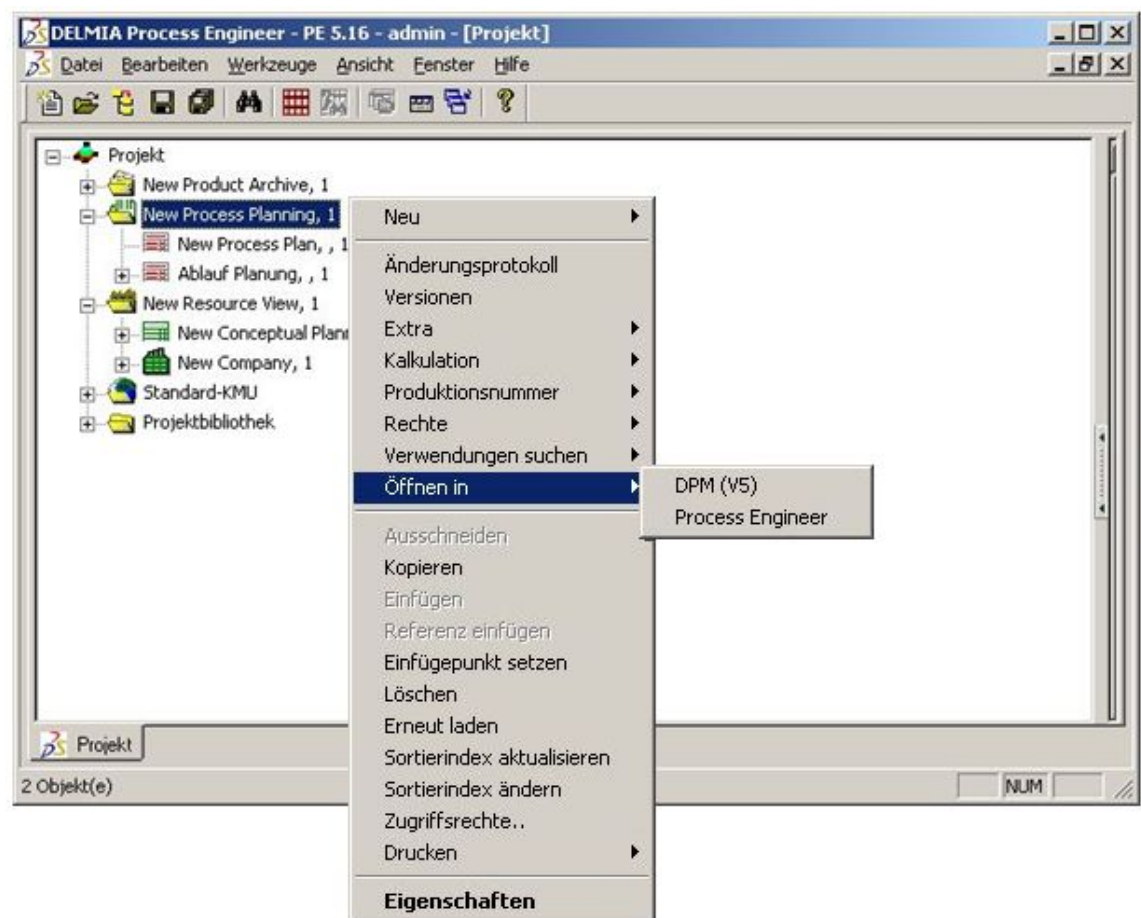 DELMIA Process Engineer - PE 5.16 - admin - [Projekt]
Datei Bearbeiten Werkzeuge Ansicht Fenster Hilfe
Projekt
New Product Archive, 1
New Process Planning, 1
New Process Plan, , 1
Ablauf Planung, , 1
New Resource View, 1
New Conceptual Plann
New Company, 1
Standard-KMU
Projektbibliothek
Neu
Änderungsprotokoll
Versionen
Extra
Kalkulation
Produktionsnummer
Rechte
Verwendungen suchen
Öffnen in
DPM (V5)
Process Engineer
Ausschneiden
Kopieren
Einfügen
Referenz einfügen
Einfügepunkt setzen
Löschen
Erneut laden
Sortierindex aktualisieren
Sortierindex ändern
Zugriffsrechte..
Drucken
Eigenschaften
Projekt
2 Objekt(e)
NUM